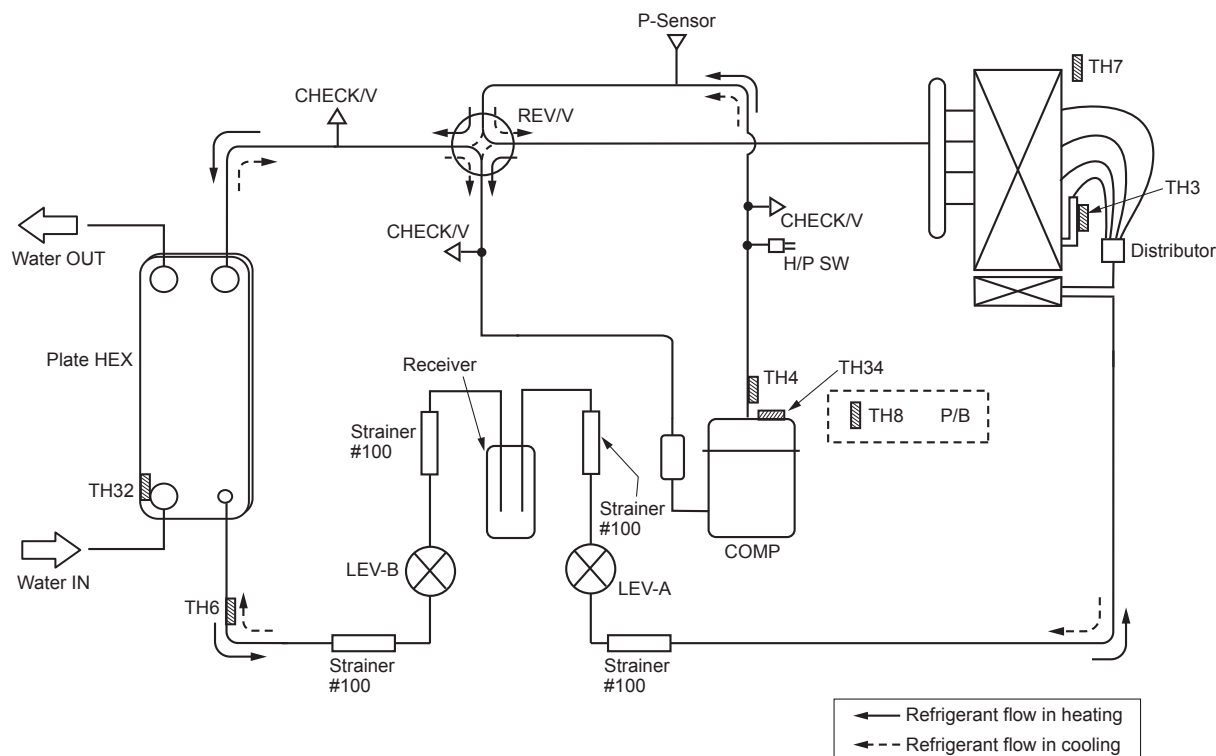 P-Sensor
TH7
CHECK/V
REV/V
TH3
CHECK/V
CHECK/V
Water OUT
H/P SW
Distributor
Plate HEX
Receiver
TH4
TH34
TH8 P/B
Strainer
#100
TH32
Strainer
#100
COMP
Water IN
LEV-B
LEV-A
TH6
Strainer
#100
Strainer
#100
Refrigerant flow in heating
Refrigerant flow in cooling